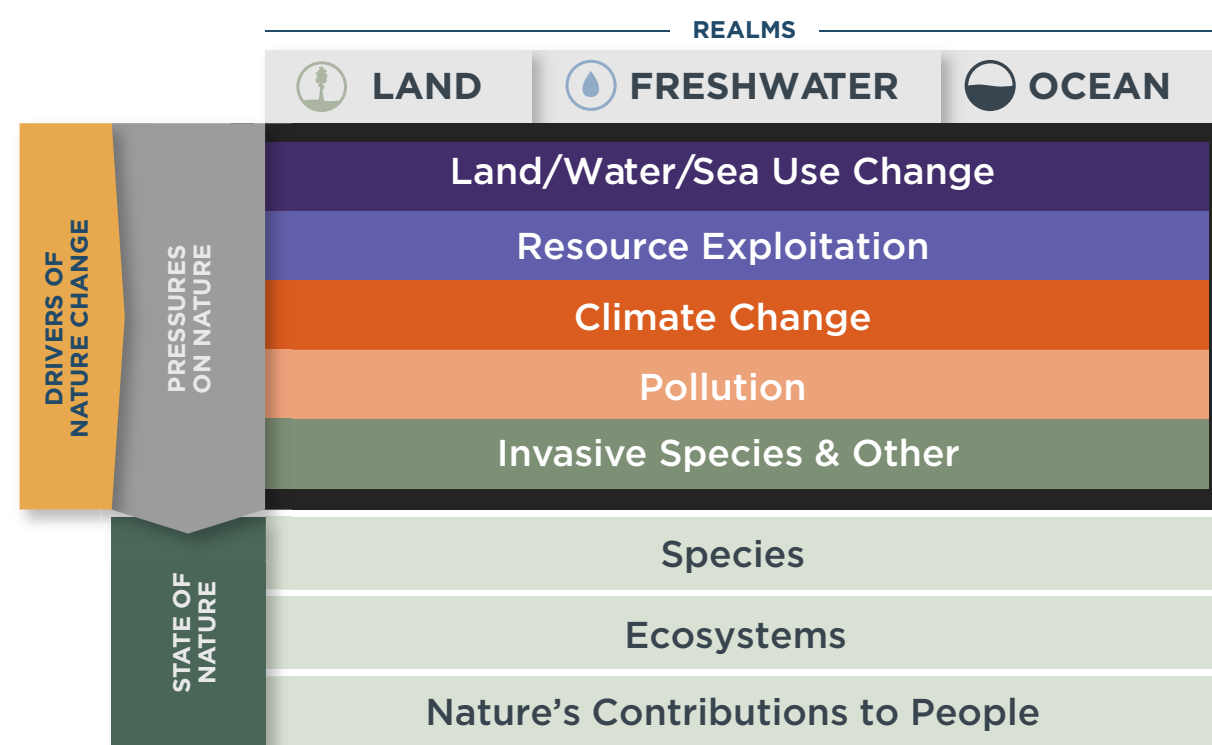 REALMS
LAND
FRESHWATER
OCEAN
DRIVERS OF
NATURE CHANGE
PRESSURES
ON NATURE
Land/Water/Sea Use Change
Resource Exploitation
Climate Change
Pollution
Invasive Species & Other
STATE OF
NATURE
Species
Ecosystems
Nature’s Contributions to People